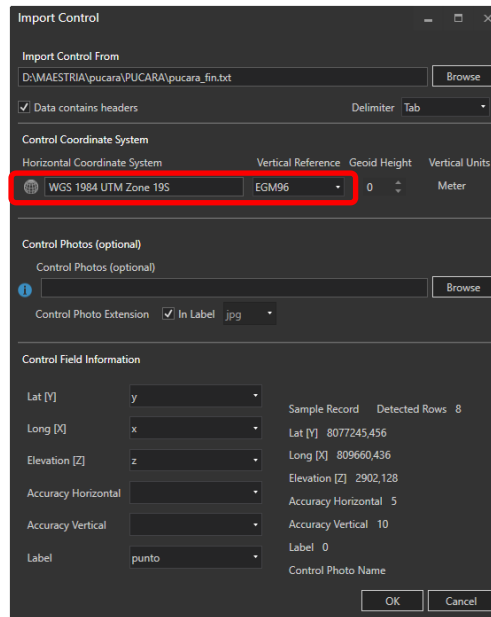 Import Control
Import Control From
D:\MAESTRIA\pucara\PUCARA\pucara_fin.txt Browse
Data contains headers Delimiter Tab
Control Coordinate System
Horizontal Coordinate System Vertical Reference Geoid Height Vertical Units
WGS 1984 UTM Zone 19S EGM96 0 Meter
Control Photos (optional)
Control Photos (optional)
Browse
Control Photo Extension In Label jpg
Control Field Information
Lat [Y] y
Sample Record Detected Rows 8
Long [X] x
Lat [Y] 8077245,456
Long [X] 809660,436
Elevation [Z] z
Elevation [Z] 2902,128
Accuracy Horizontal
Accuracy Horizontal 5
Accuracy Vertical
Accuracy Vertical 10
Label punto
Label 0
Control Photo Name
OK Cancel